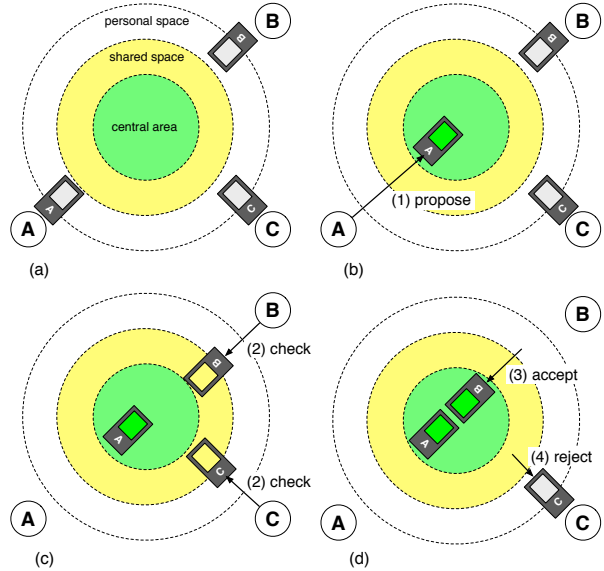 personal space
shared space
central area
B
B
A
A
C
C
(a)
B
B
A
(1) propose
A
C
C
(b)
B
(2) check
B
A
C
(2) check
A
C
(c)
B
(3) accept
B
A
(4) reject
C
A
C
(d)